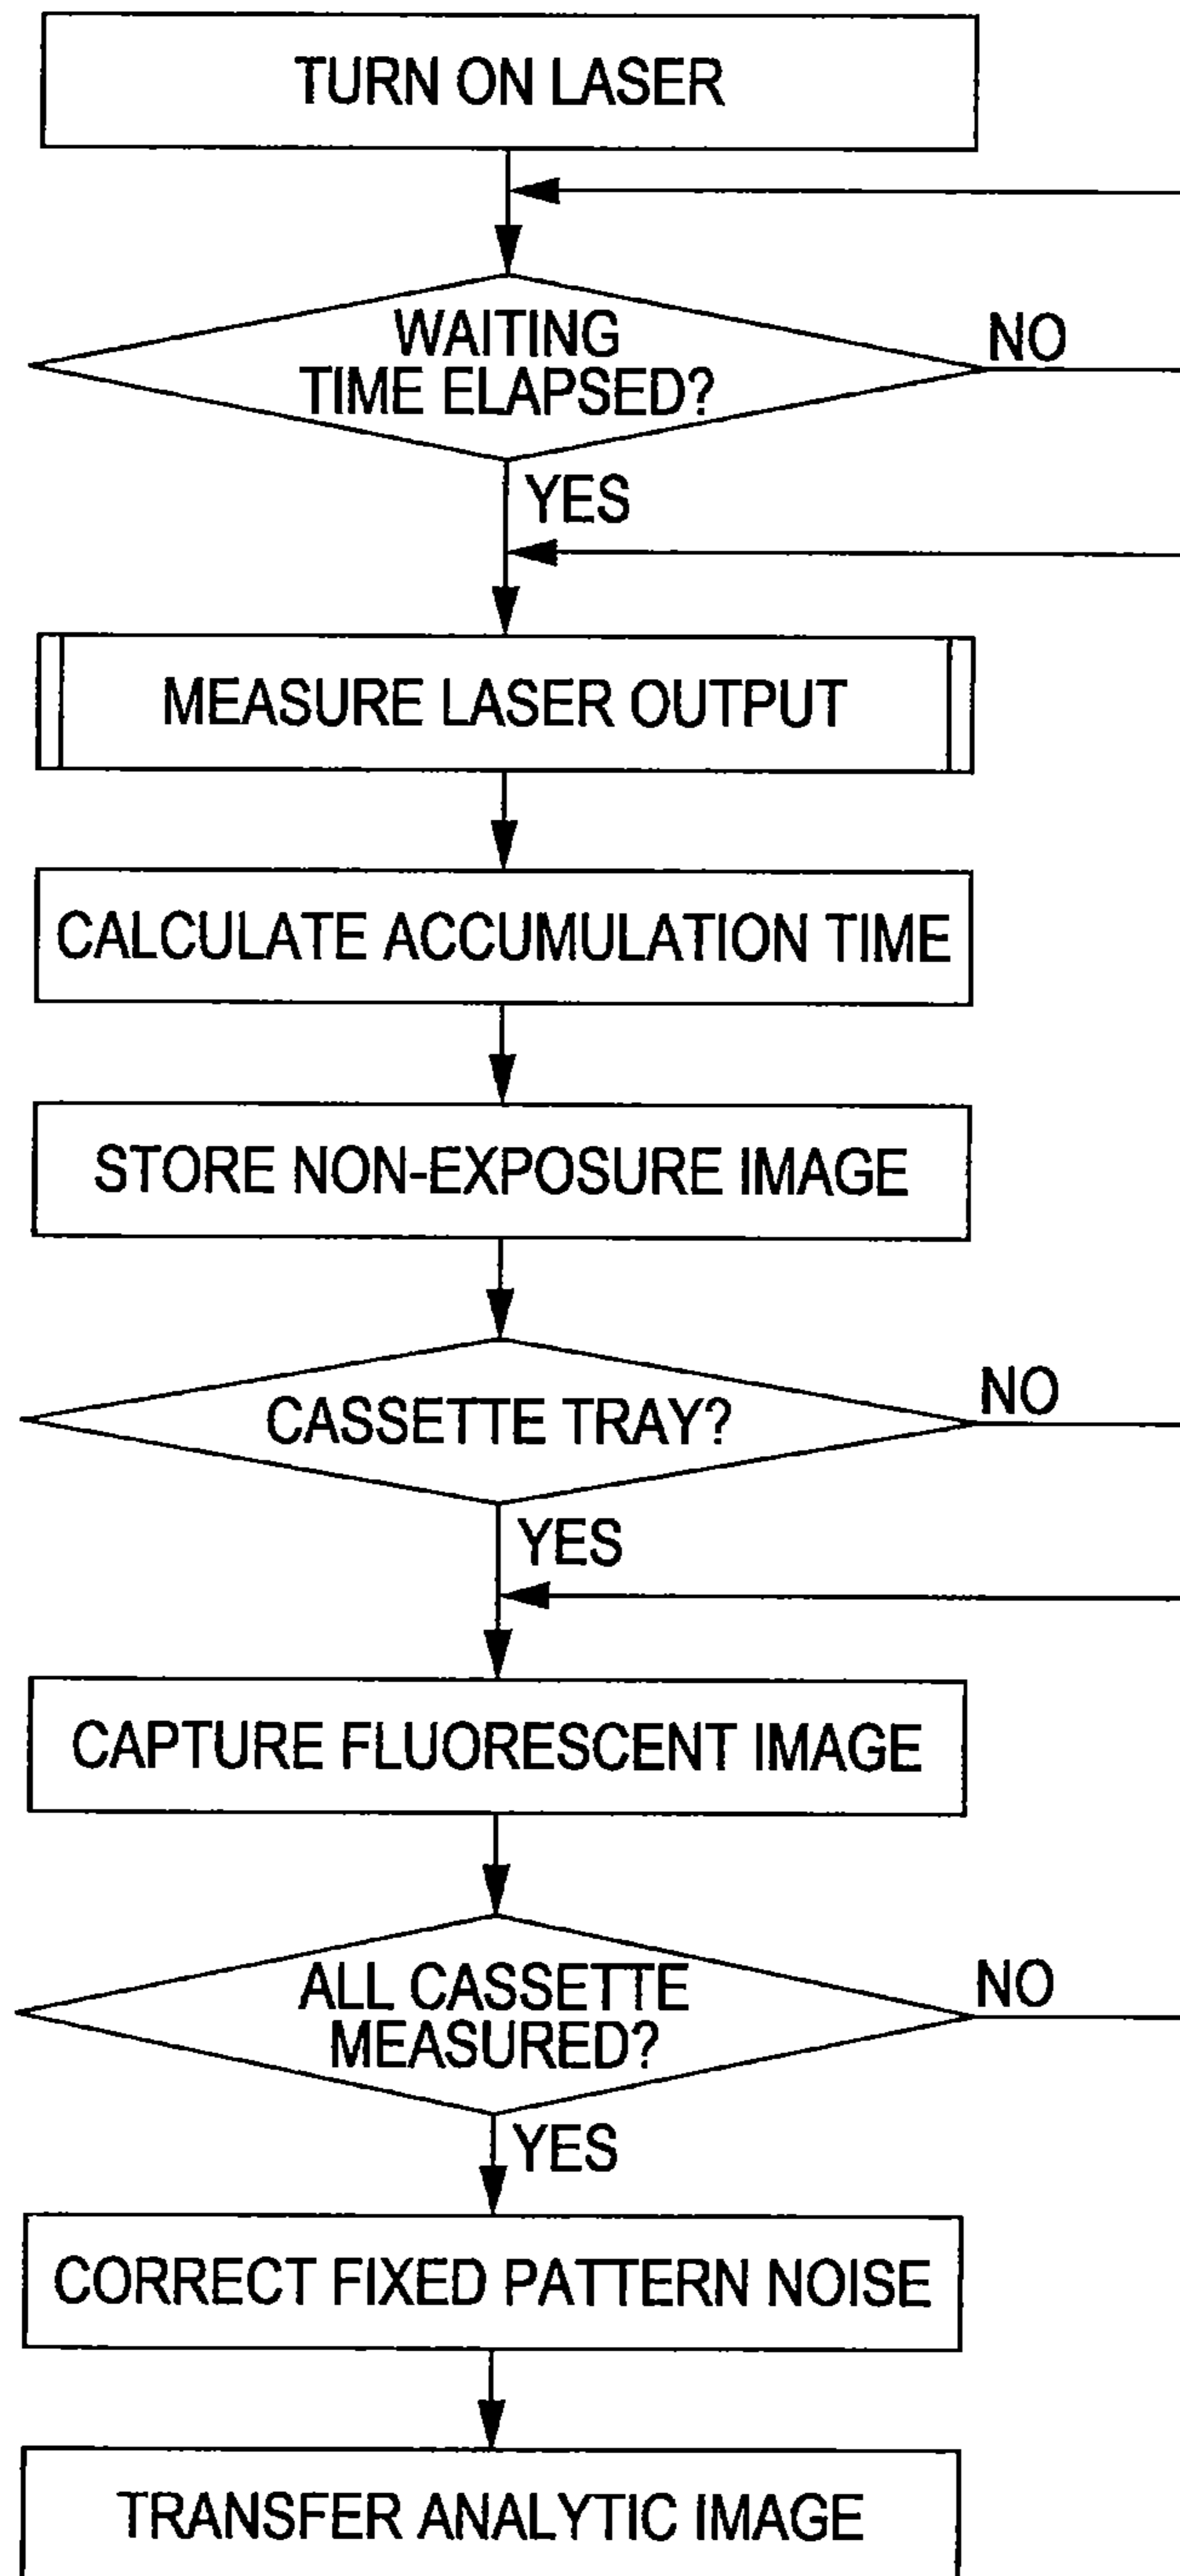 TURN ON LASER
WAITING
TIME ELAPSED?
NO
YES
MEASURE LASER OUTPUT
CALCULATE ACCUMULATION TIME
STORE NON-EXPOSURE IMAGE
CASSETTE TRAY?
NO
YES
CAPTURE FLUORESCENT IMAGE
ALL CASSETTE
MEASURED?
NO
YES
CORRECT FIXED PATTERN NOISE
TRANSFER ANALYTIC IMAGE